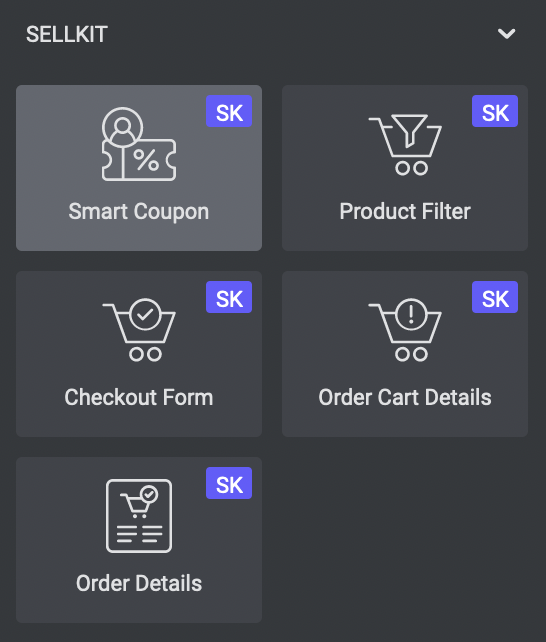 SELLKIT
SK
Smart Coupon
SK
Product Filter
SK
Checkout Form
SK
Order Cart Details
SK
Order Details